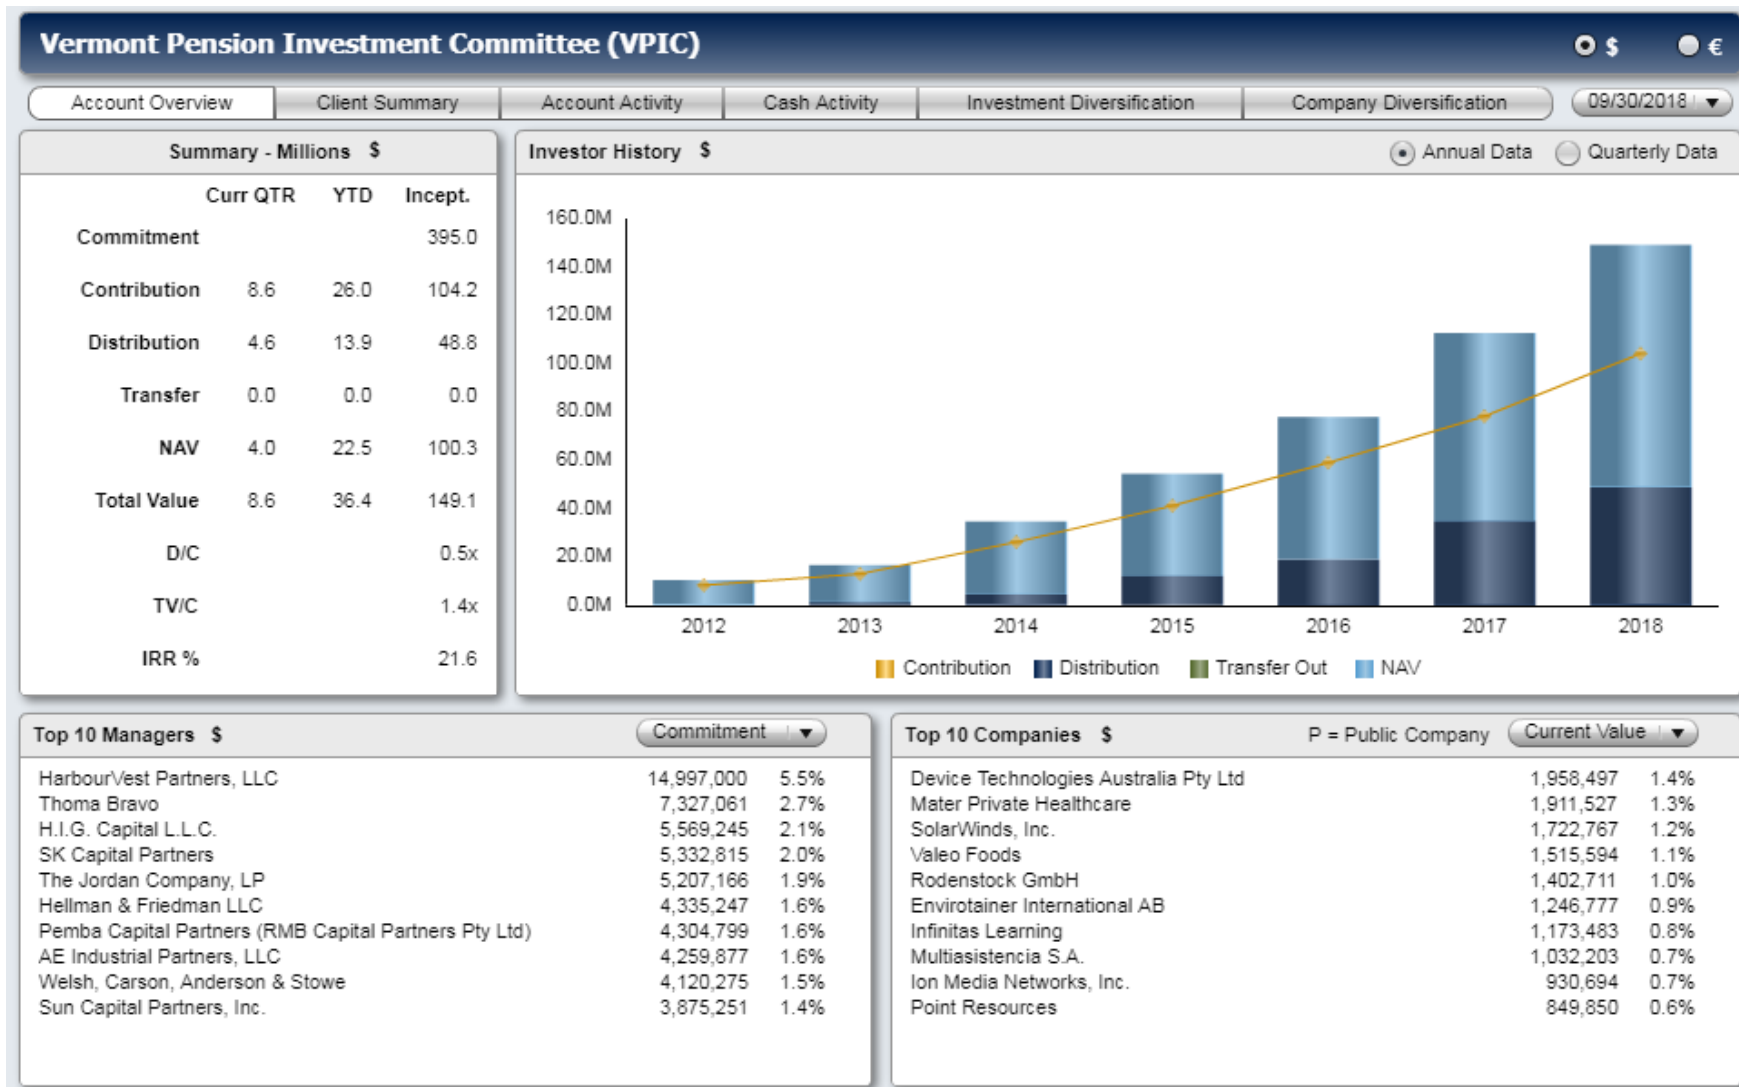 Vermont Pension Investment Committee (VPIC) $ €
Account Overview Client Summary Account Activity Cash Activity Investment Diversification Company Diversification 09/30/2018
Summary - Millions $
Curr QTR YTD Incept.
Commitment 395.0
Contribution 8.6 26.0 104.2
Distribution 4.6 13.9 48.8
Transfer 0.0 0.0 0.0
NAV 4.0 22.5 100.3
Total Value 8.6 36.4 149.1
D/C 0.5x
TV/C 1.4x
IRR % 21.6
Investor History $ Annual Data Quarterly Data
160.0M
140.0M
120.0M
100.0M
80.0M
60.0M
40.0M
20.0M
0.0M
2012 2013 2014 2015 2016 2017 2018
Contribution Distribution Transfer Out NAV
Top 10 Managers $ Commitment
HarbourVest Partners, LLC 14,997,000 5.5%
Thoma Bravo 7,327,061 2.7%
H.I.G. Capital L.L.C. 5,569,245 2.1%
SK Capital Partners 5,332,815 2.0%
The Jordan Company, LP 5,207,166 1.9%
Hellman & Friedman LLC 4,335,247 1.6%
Pemba Capital Partners (RMB Capital Partners Pty Ltd) 4,304,799 1.6%
AE Industrial Partners, LLC 4,259,877 1.6%
Welsh, Carson, Anderson & Stowe 4,120,275 1.5%
Sun Capital Partners, Inc. 3,875,251 1.4%
Top 10 Companies $ P = Public Company Current Value
Device Technologies Australia Pty Ltd 1,958,497 1.4%
Mater Private Healthcare 1,911,527 1.3%
SolarWinds, Inc. 1,722,767 1.2%
Valeo Foods 1,515,594 1.1%
Rodenstock GmbH 1,402,711 1.0%
Envirotainer International AB 1,246,777 0.9%
Infinitas Learning 1,173,483 0.8%
Multiasistencia S.A. 1,032,203 0.7%
Ion Media Networks, Inc. 930,694 0.7%
Point Resources 849,850 0.6%